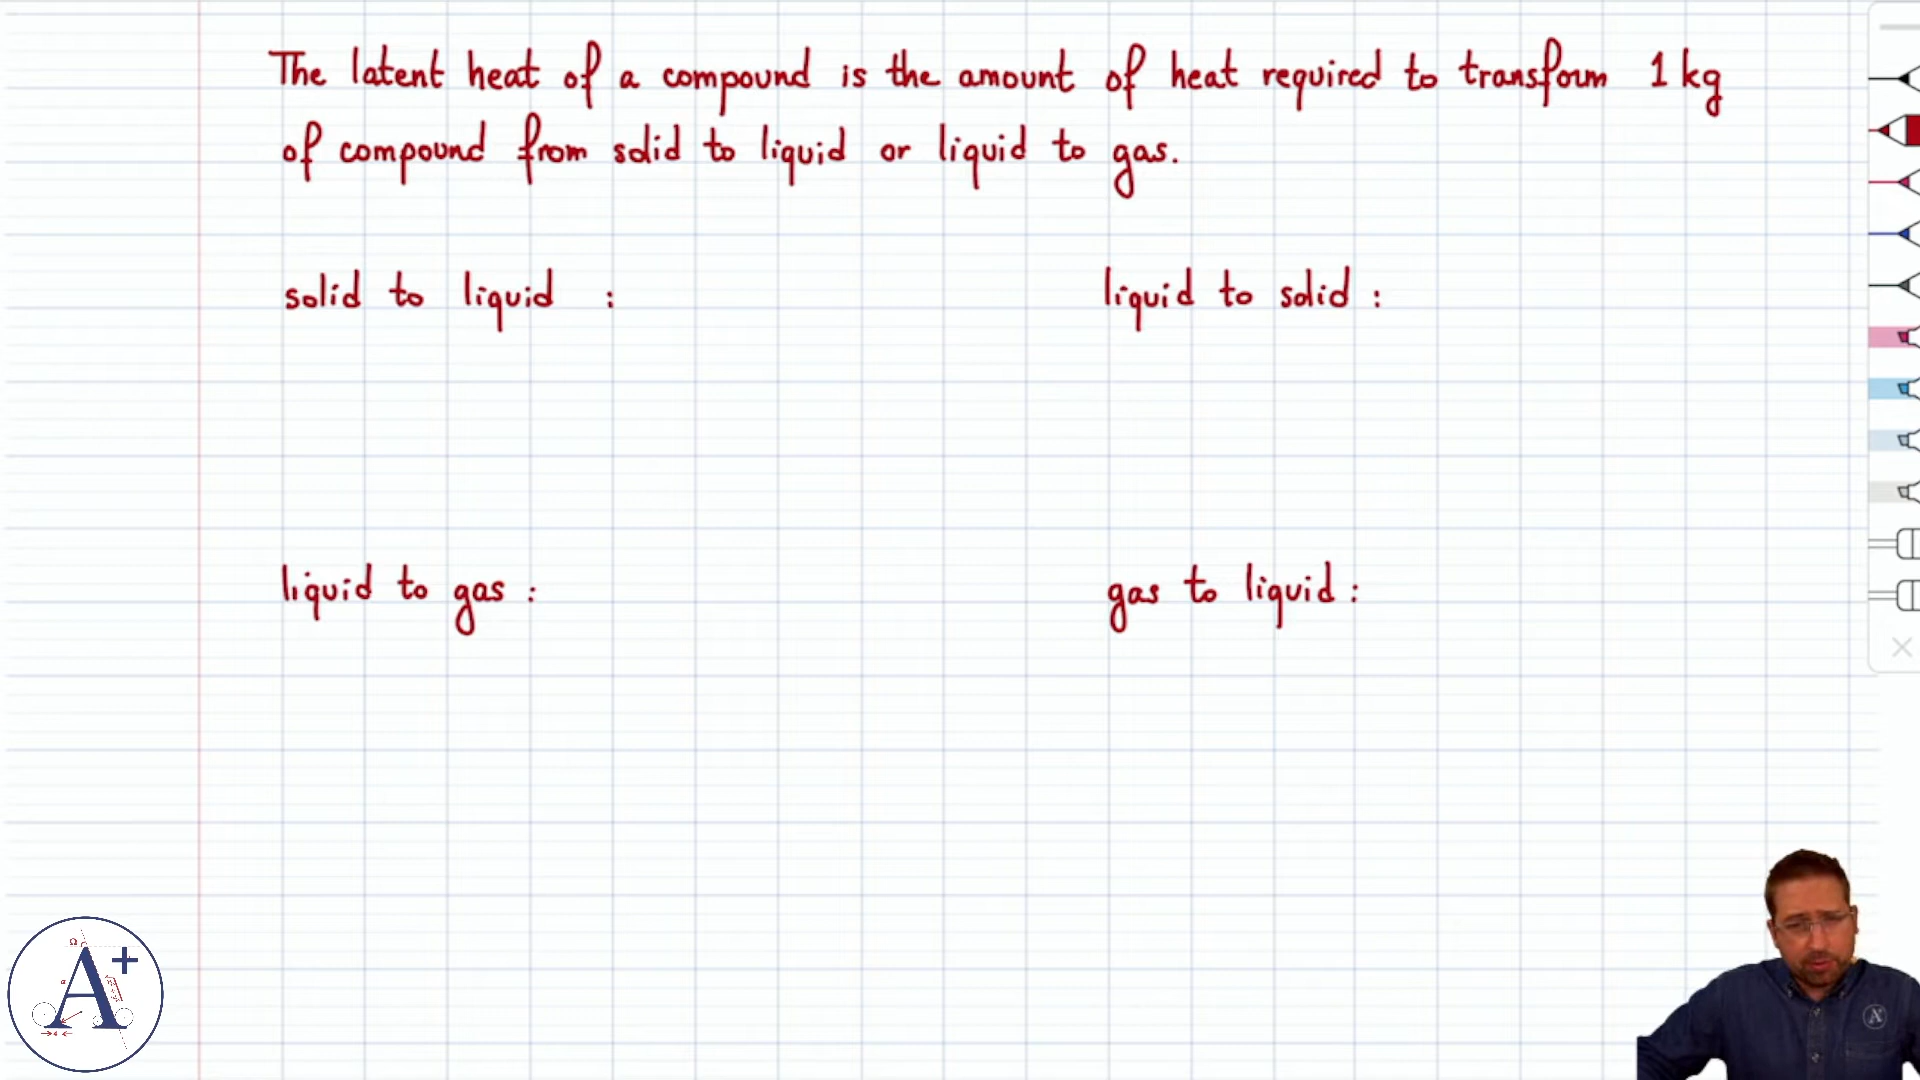 The latent heat of a compound is the amount of heat required to transform 1 kg
of compound from solid to liquid or liquid to gas.
solid to liquid :
liquid to solid :
liquid to gas :
gas to liquid :
A+